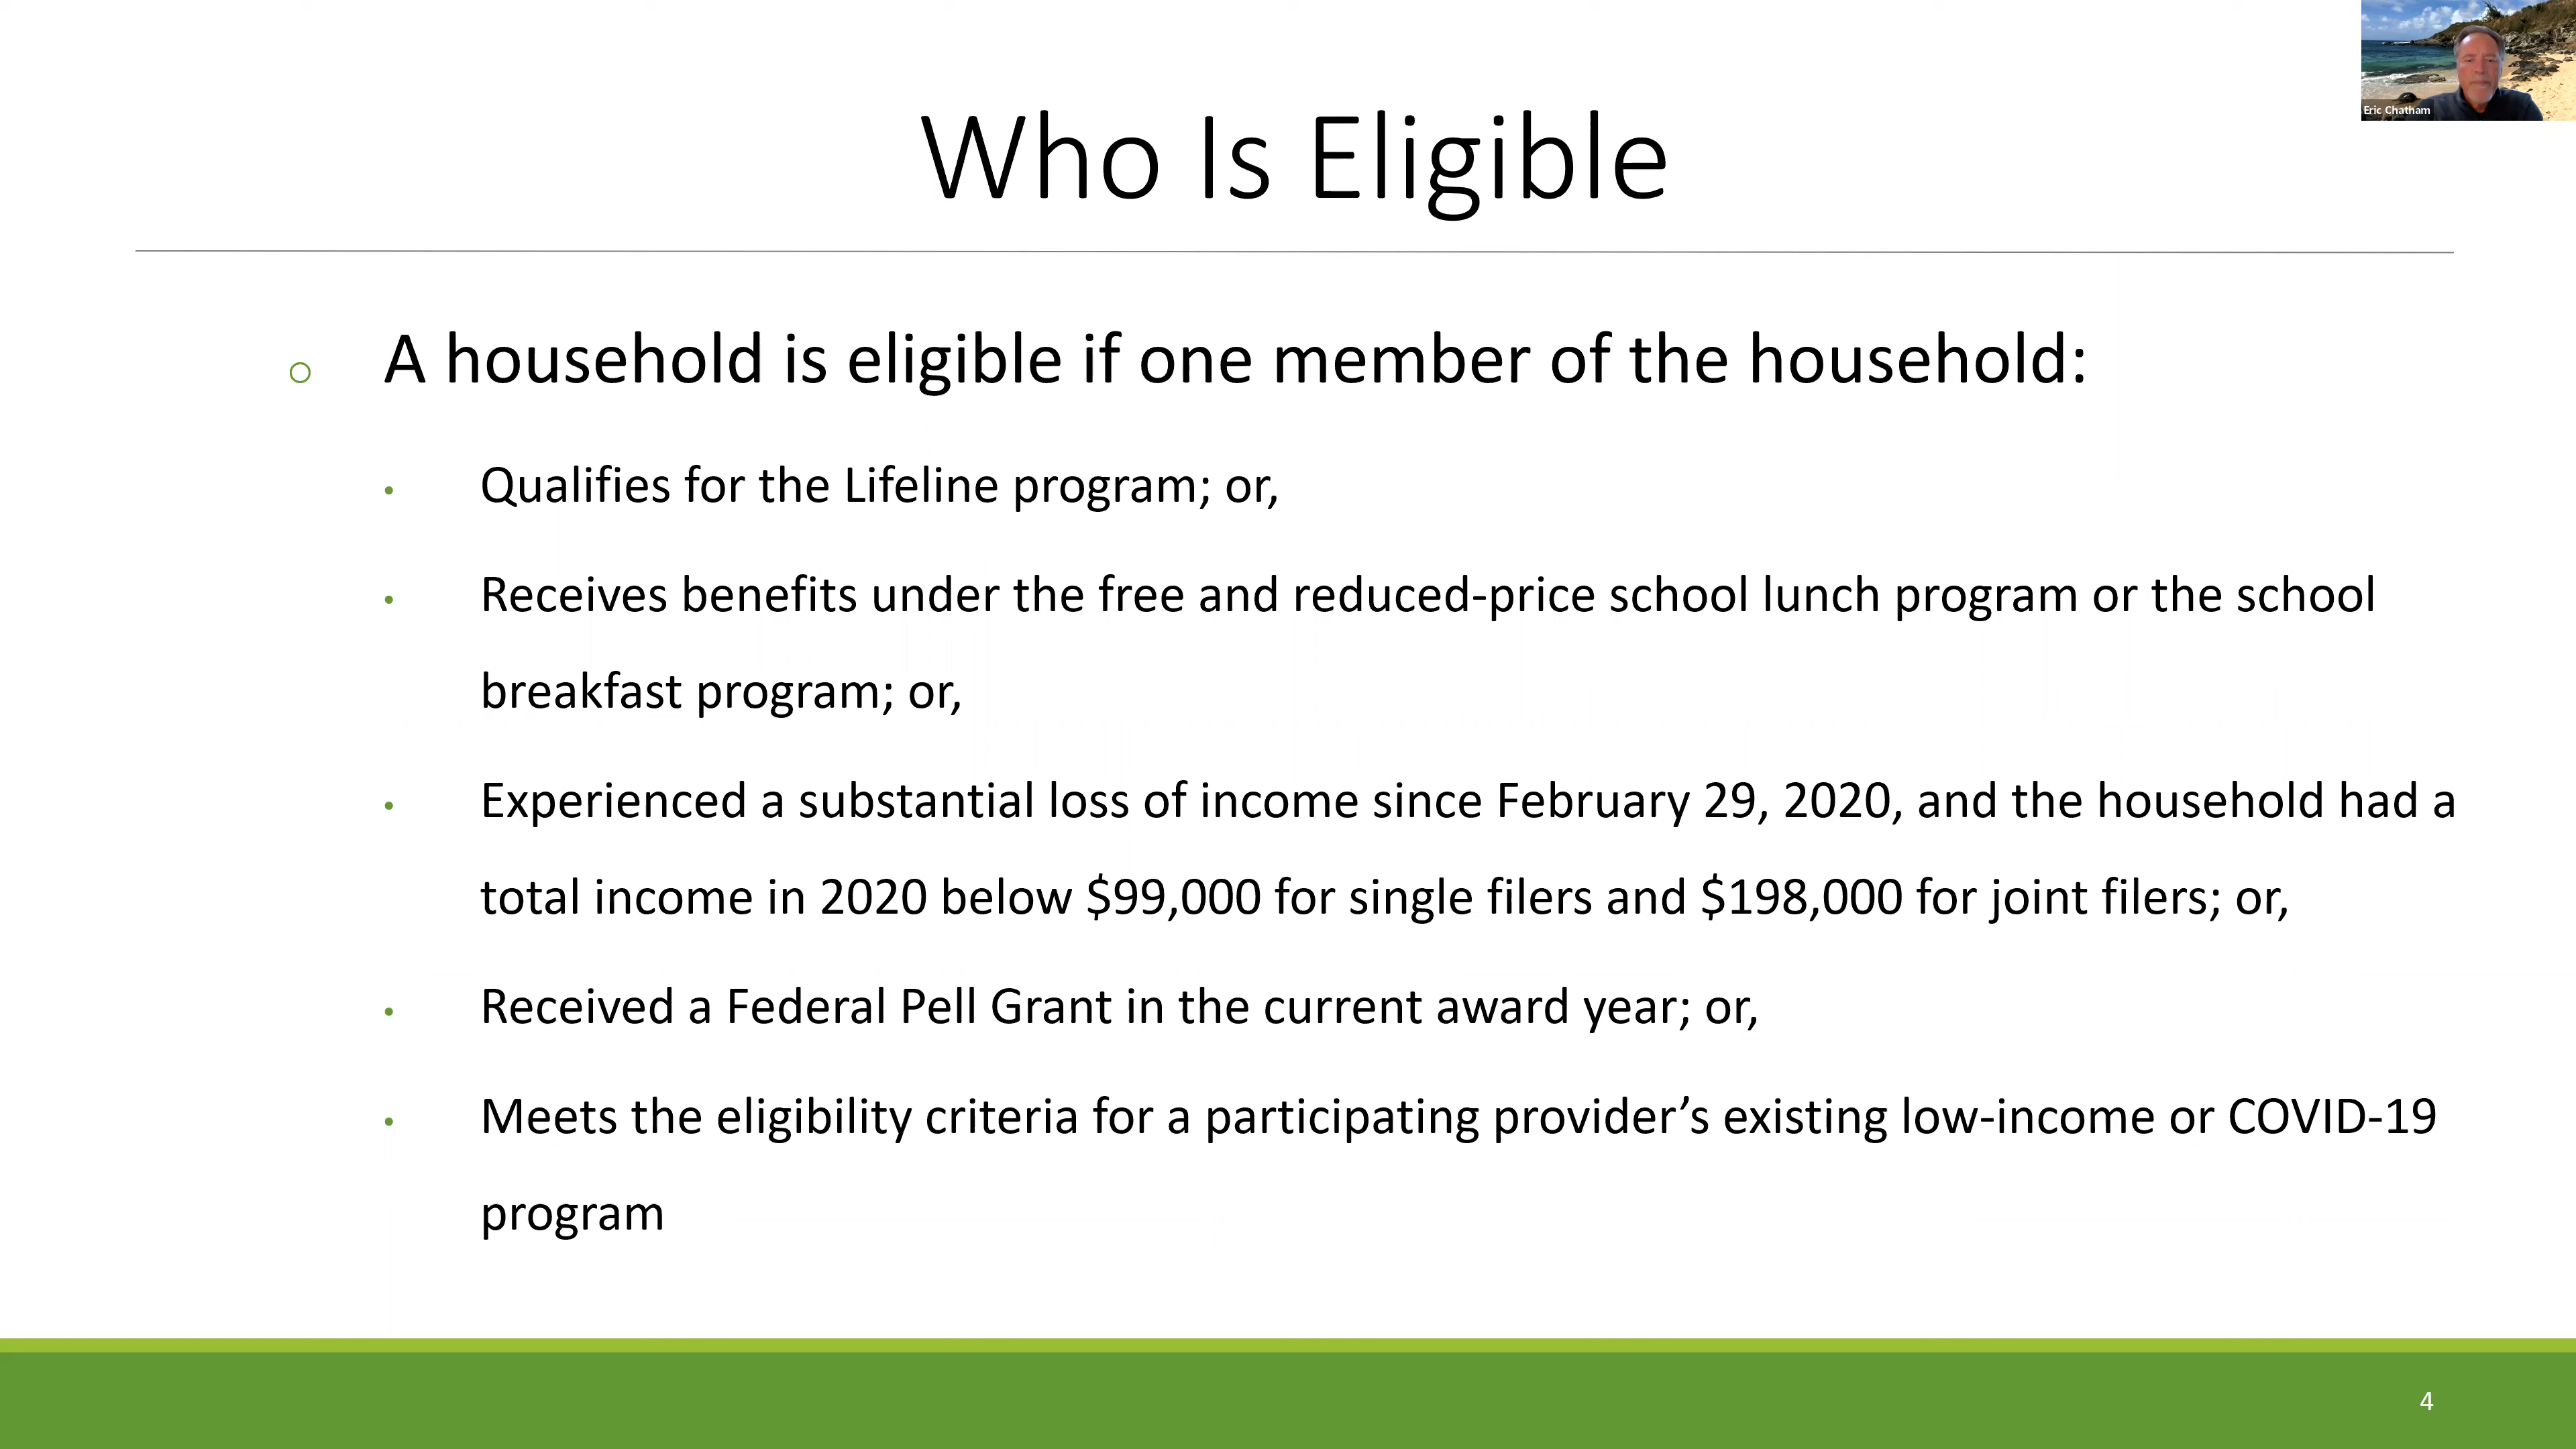 Eric Chatham
Who Is Eligible
A household is eligible if one member of the household:
Qualifies for the Lifeline program; or,
Receives benefits under the free and reduced-price school lunch program or the school
breakfast program; or,
Experienced a substantial loss of income since February 29, 2020, and the household had a
total income in 2020 below $99,000 for single filers and $198,000 for joint filers; or,
Received a Federal Pell Grant in the current award year; or,
Meets the eligibility criteria for a participating provider’s existing low-income or COVID-19
program
4